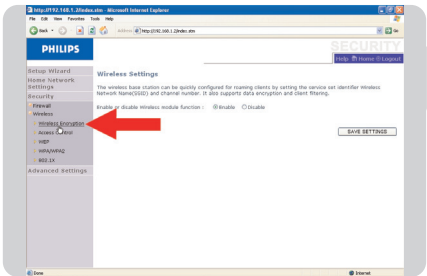 http://192.168.1.2/index.stm - Microsoft Internet Explorer
File Edit View Favorites Tools Help
Back
Address http://192.168.1.2/index.stm
Go
PHILIPS
SECURITY
Help Home Logout
Setup Wizard
Home Network
Settings
Security
Firewall
Wireless
Wireless Encryption
Access Control
WEP
WPA/WPA2
802.1X
Advanced Settings
Wireless Settings
The wireless base station can be quickly configured for roaming clients by setting the service set identifier Wireless
Network Name(SSID) and channel number. It also supports data encryption and client filtering.
Enable or disable Wireless module function : Enable Disable
SAVE SETTINGS
Done
Internet